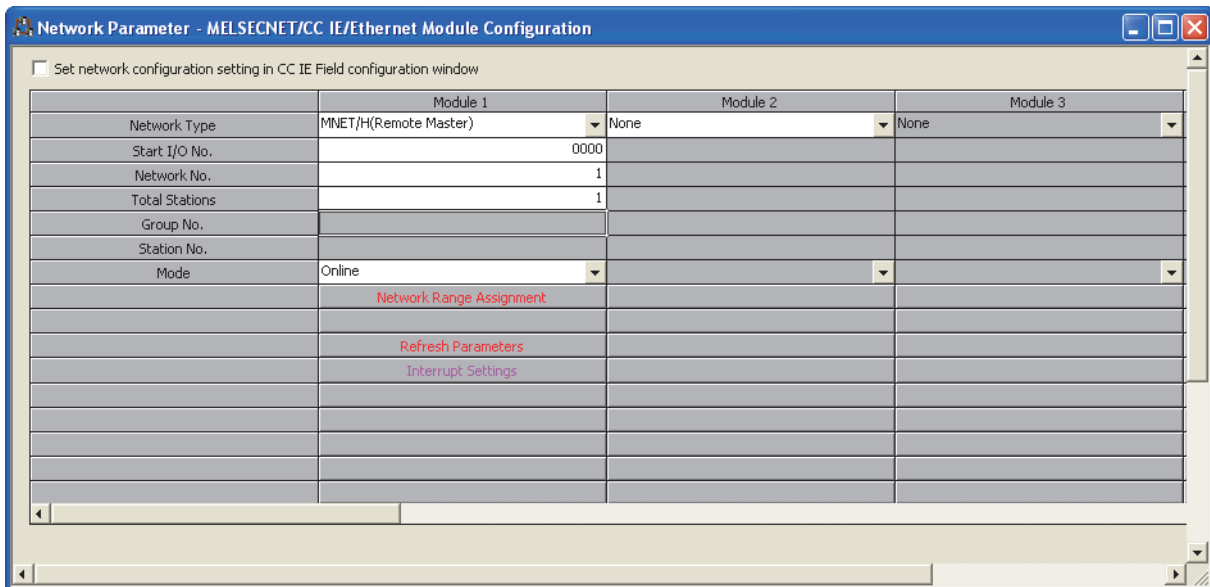 Network Parameter - MELSECNET/CC IE/Ethernet Module Configuration
Set network configuration setting in CC IE Field configuration window
Module 1 Module 2 Module 3
Network Type MNET/H(Remote Master) None None
Start I/O No. 0000
Network No. 1
Total Stations 1
Group No.
Station No.
Mode Online
Network Range Assignment
Refresh Parameters
Interrupt Settings